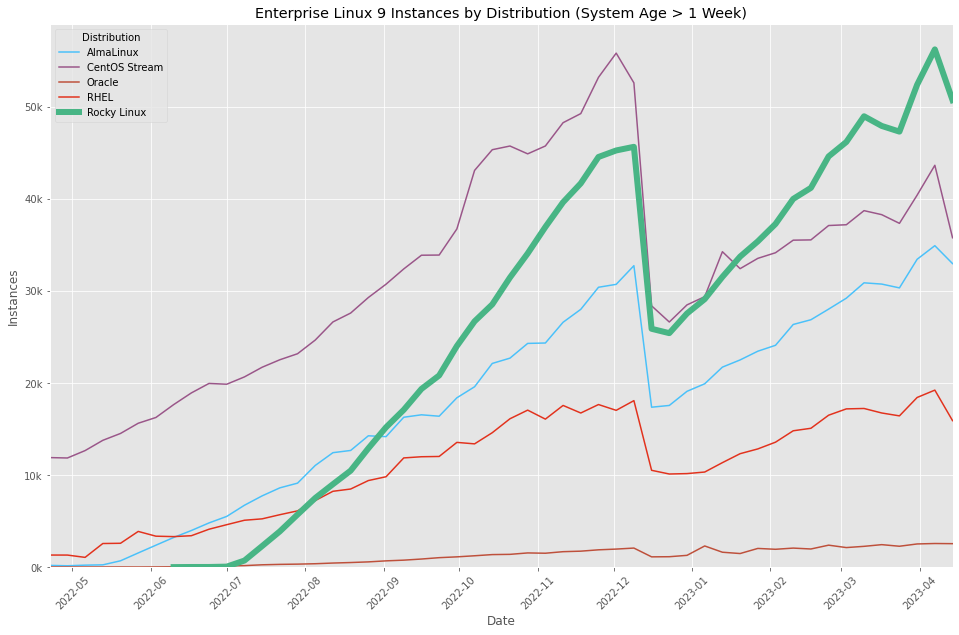 Enterprise Linux 9 Instances by Distribution (System Age > 1 Week)
Distribution
AlmaLinux
CentOS Stream
Oracle
RHEL
Rocky Linux
50k
40k
30k
20k
10k
0k
Instances
2022-05
2022-06
2022-07
2022-08
2022-09
2022-10
2022-11
2022-12
2023-01
2023-02
2023-03
2023-04
Date